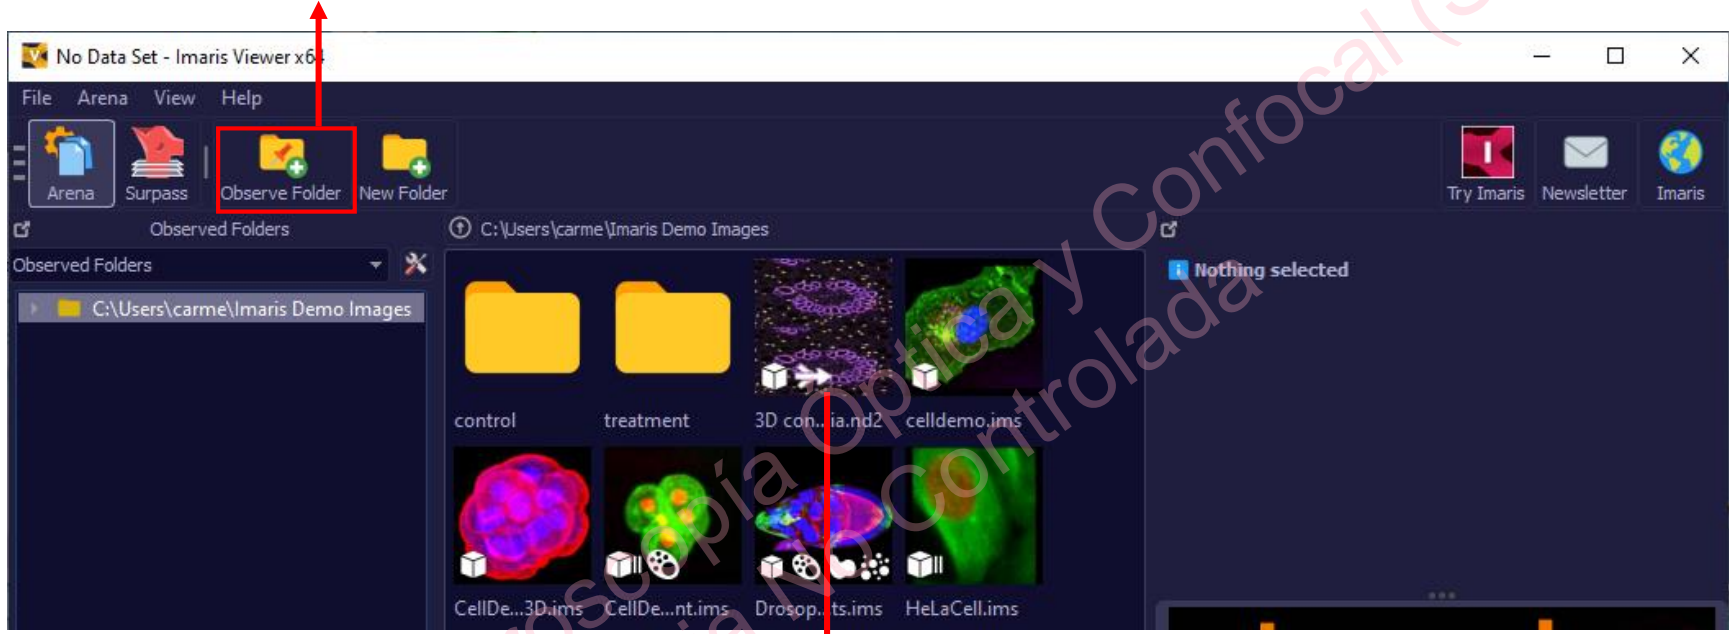 No Data Set - Imaris Viewer x64
File Arena View Help
Arena Surpass Observe Folder New Folder Try Imaris Newsletter Imaris
Observed Folders
C:\Users\carme\Imaris Demo Images
Observed Folders
Nothing selected
C:\Users\carme\Imaris Demo Images
control treatment 3D con...ia.nd2 celldemo.ims
CellDe...3D.ims CellDe...nt.ims Drosop...ts.ims HeLaCell.ims
Óptica y Confocal
No Controlada